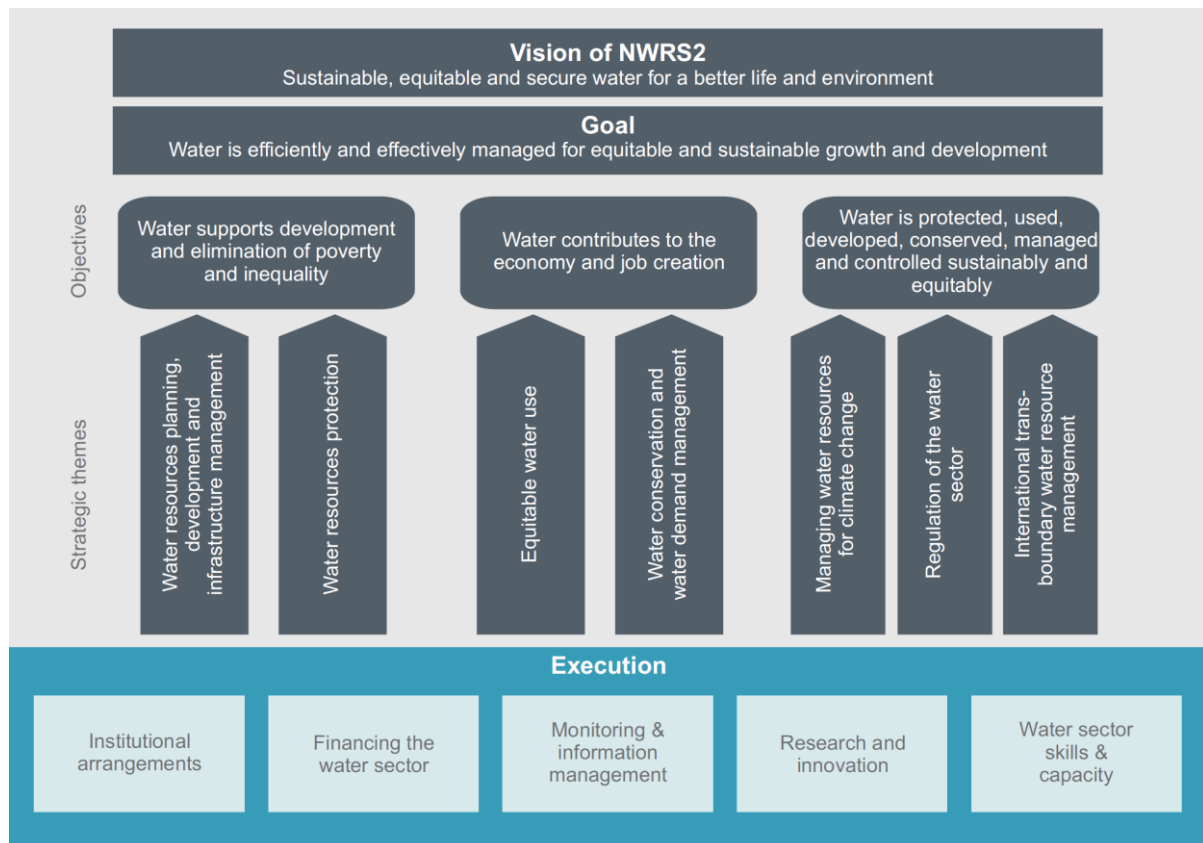 Vision of NWRS2
Sustainable, equitable and secure water for a better life and environment
Goal
Water is efficiently and effectively managed for equitable and sustainable growth and development
Objectives
Water supports development
and elimination of poverty
and inequality
Water contributes to the
economy and job creation
Water is protected, used,
developed, conserved, managed
and controlled sustainably and
equitably
Strategic themes
Water resources planning,
development and
infrastructure management
Water resources protection
Equitable water use
Water conservation and
water demand management
Managing water resources
for climate change
Regulation of the water
sector
International trans-
boundary water resource
management
Execution
Institutional
arrangements
Financing the
water sector
Monitoring &
information
management
Research and
innovation
Water sector
skills &
capacity